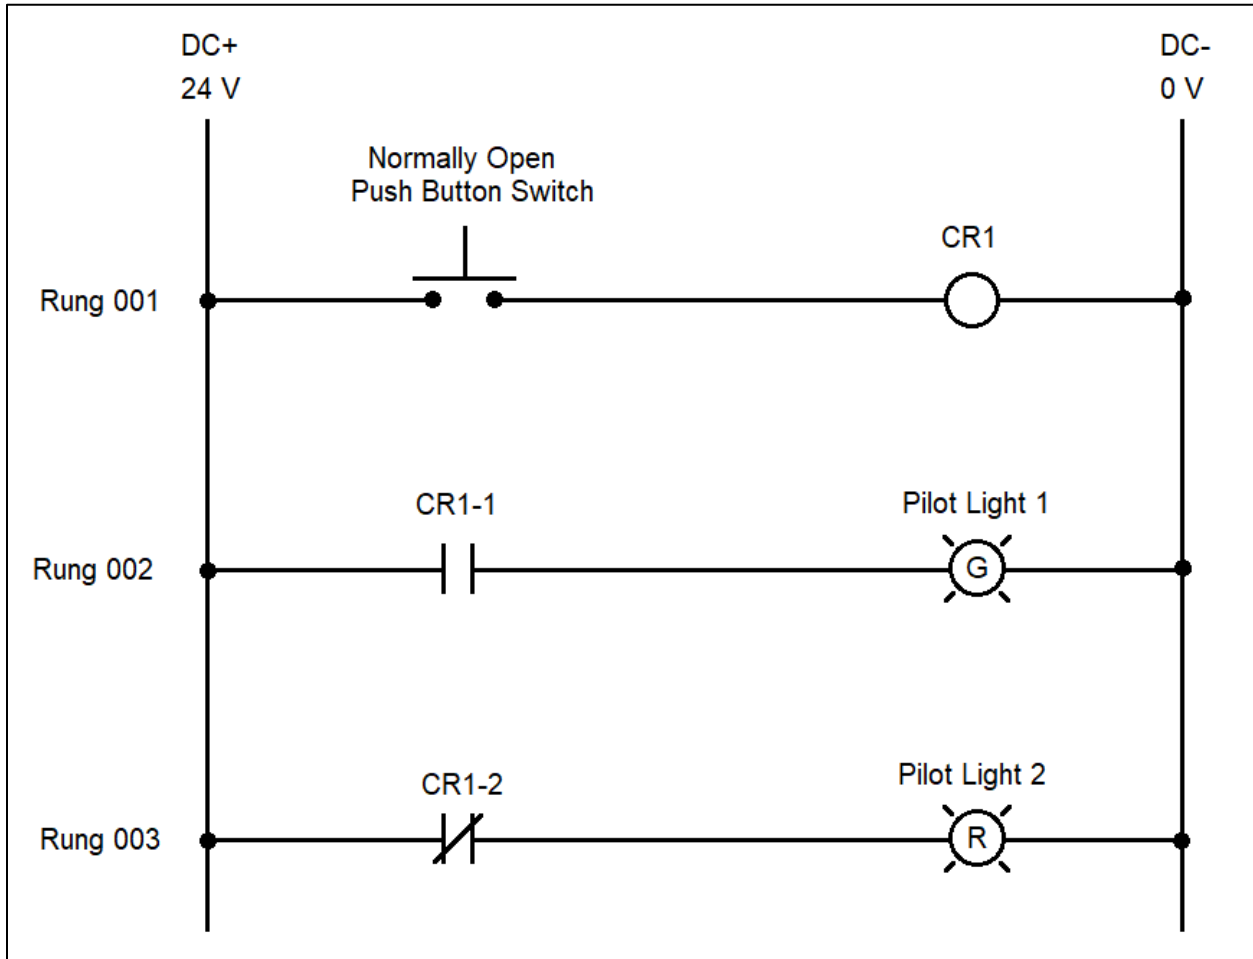 DC+
24 V
DC-
0 V
Normally Open
Push Button Switch
CR1
Rung 001
CR1-1
Pilot Light 1
Rung 002
G
CR1-2
Pilot Light 2
Rung 003
R